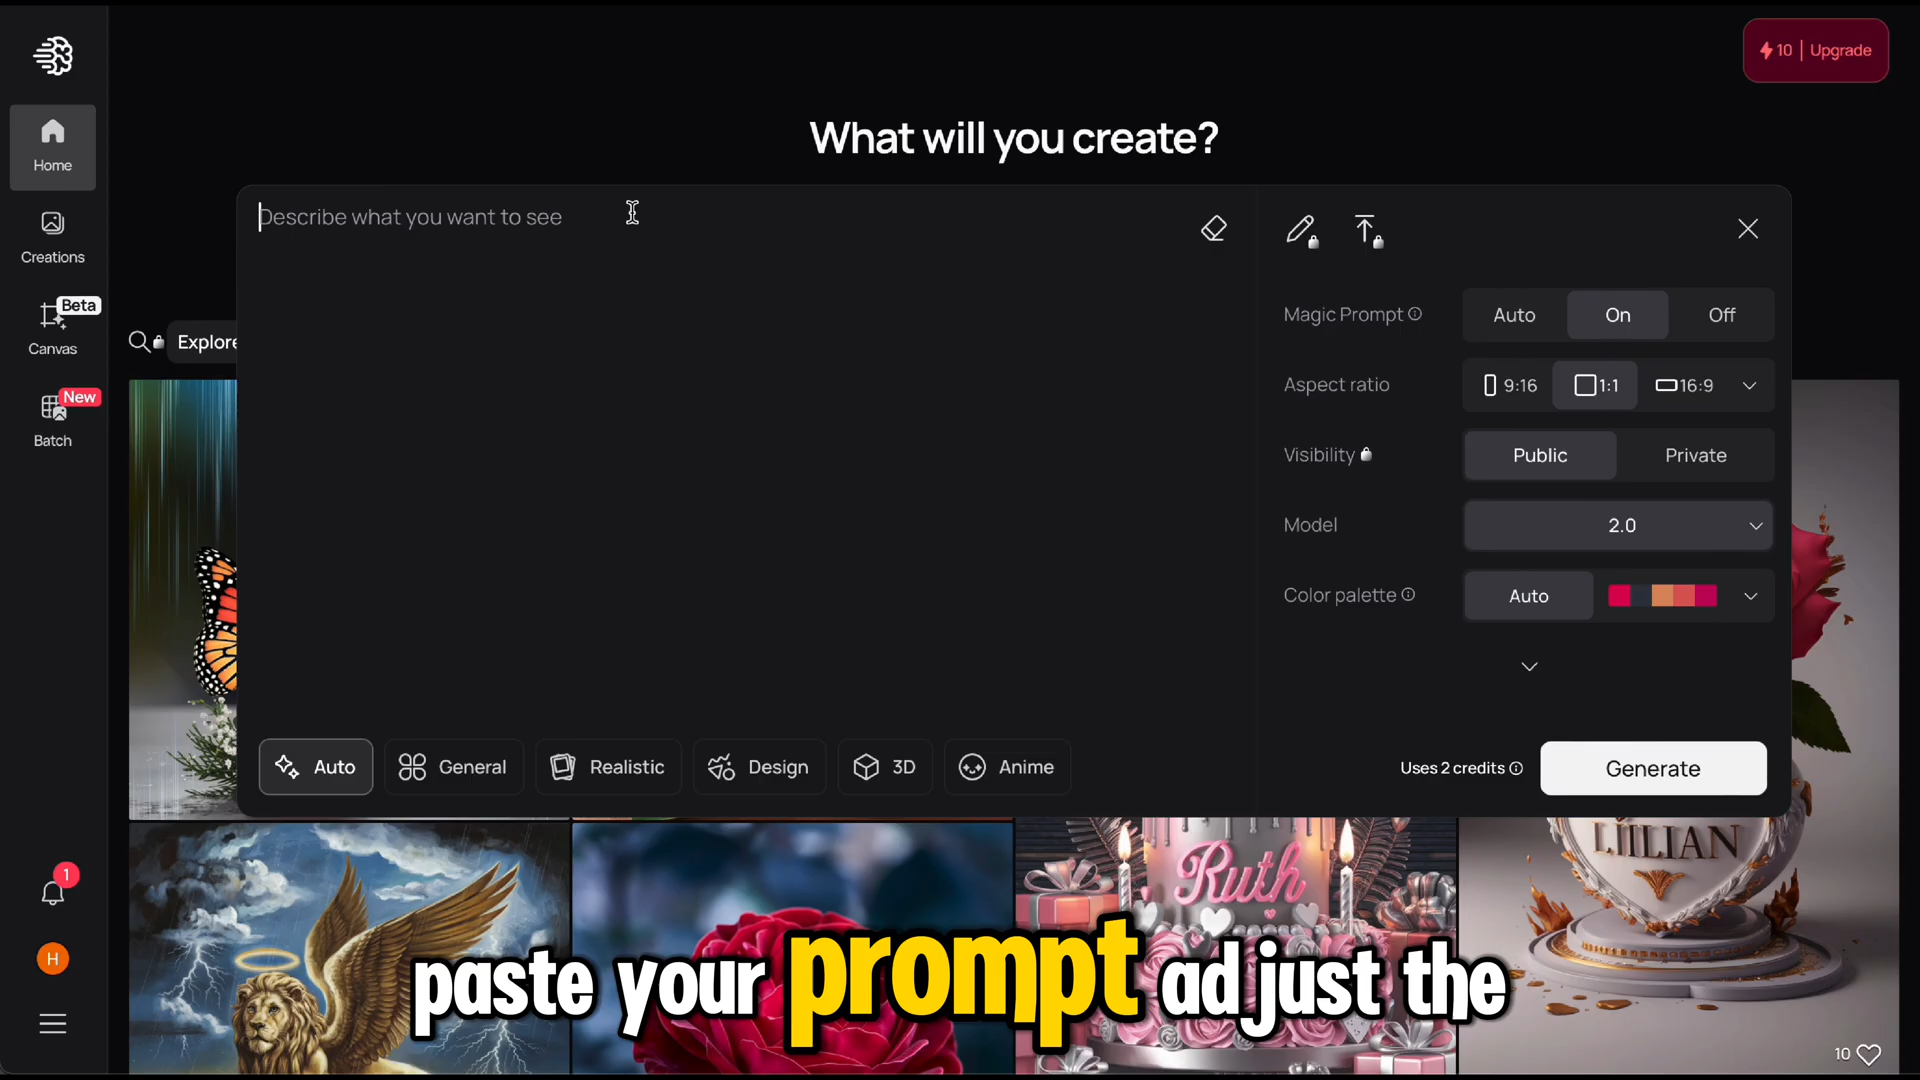 10 | Upgrade
What will you create?
Home
Describe what you want to see
Creations
Beta
Magic Prompt
Auto
On
Off
Canvas
Explore
Aspect ratio
9:16
1:1
16:9
New
Batch
Visibility
Public
Private
Model
2.0
Color palette
Auto
Auto
General
Realistic
Design
3D
Anime
Uses 2 credits
Generate
LIILIAN
Ruth
1
H
paste your prompt adjust the
10